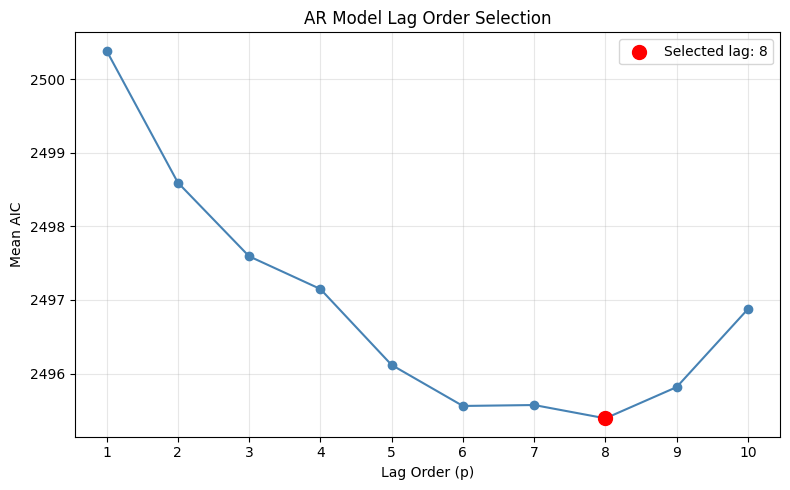 AR Model Lag Order Selection
Selected lag: 8
Mean AIC
2500
2499
2498
2497
2496
1 2 3 4 5 6 7 8 9 10
Lag Order (p)